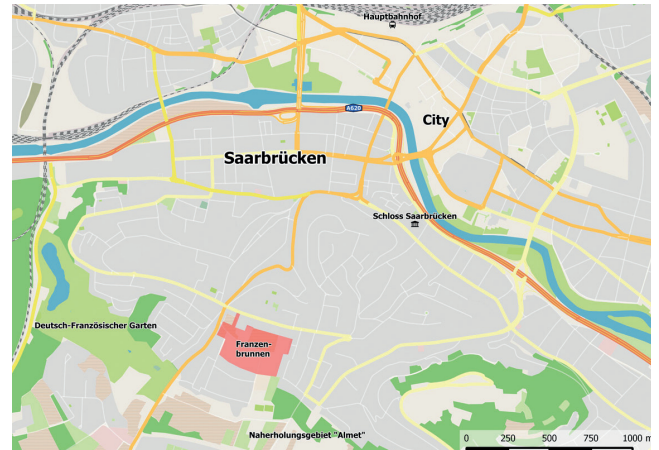 Hauptbahnhof
A620
City
Saarbrücken
Schloss Saarbrücken
Deutsch-Französischer Garten
Franzen-
brunnen
Naherholungsgebiet "Almet"
0 250 500 750 1000 m